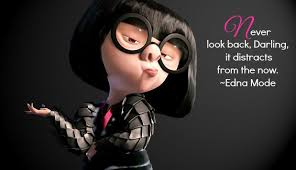 Never
look back, Darling,
it distracts
from the now.
~Edna Mode